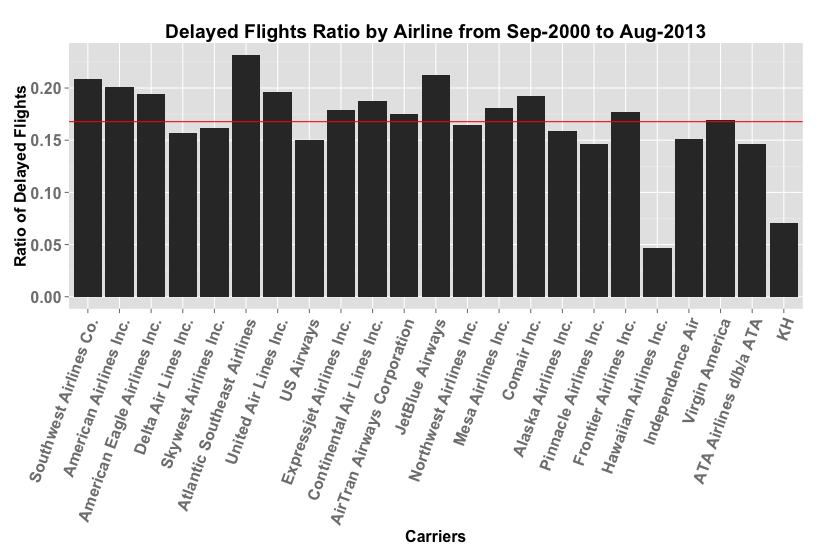 Delayed Flights Ratio by Airline from Sep-2000 to Aug-2013
Ratio of Delayed Flights
0.20
0.15
0.10
0.05
0.00
Southwest Airlines Co.
American Airlines Inc.
American Eagle Airlines Inc.
Delta Air Lines Inc.
Skywest Airlines Inc.
Atlantic Southeast Airlines
United Air Lines Inc.
US Airways
Expressjet Airlines Inc.
Continental Air Lines Inc.
AirTran Airways Corporation
JetBlue Airways
Northwest Airlines Inc.
Mesa Airlines Inc.
Comair Inc.
Alaska Airlines Inc.
Pinnacle Airlines Inc.
Frontier Airlines Inc.
Hawaiian Airlines Inc.
Independence Air
Virgin America
ATA Airlines d/b/a ATA
KH
Carriers